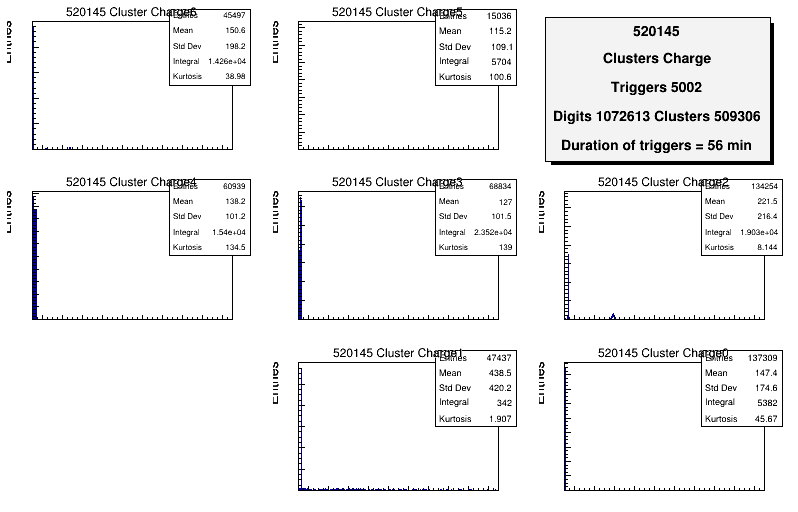 520145 Cluster Charge6
Entries 45497
Mean 150.6
Std Dev 198.2
Integral 1.426e+04
Kurtosis 38.98
Entries
520145 Cluster Charge5
Entries 15036
Mean 115.2
Std Dev 109.1
Integral 5704
Kurtosis 100.6
Entries
520145
Clusters Charge
Triggers 5002
Digits 1072613 Clusters 509306
Duration of triggers = 56 min
520145 Cluster Charge4
Entries 60939
Mean 138.2
Std Dev 101.2
Integral 1.54e+04
Kurtosis 134.5
Entries
520145 Cluster Charge3
Entries 68834
Mean 127
Std Dev 101.5
Integral 2.352e+04
Kurtosis 139
Entries
520145 Cluster Charge2
Entries 134254
Mean 221.5
Std Dev 216.4
Integral 1.903e+04
Kurtosis 8.144
Entries
520145 Cluster Charge1
Entries 47437
Mean 438.5
Std Dev 420.2
Integral 342
Kurtosis 1.907
Entries
520145 Cluster Charge0
Entries 137309
Mean 147.4
Std Dev 174.6
Integral 5382
Kurtosis 45.67
Entries